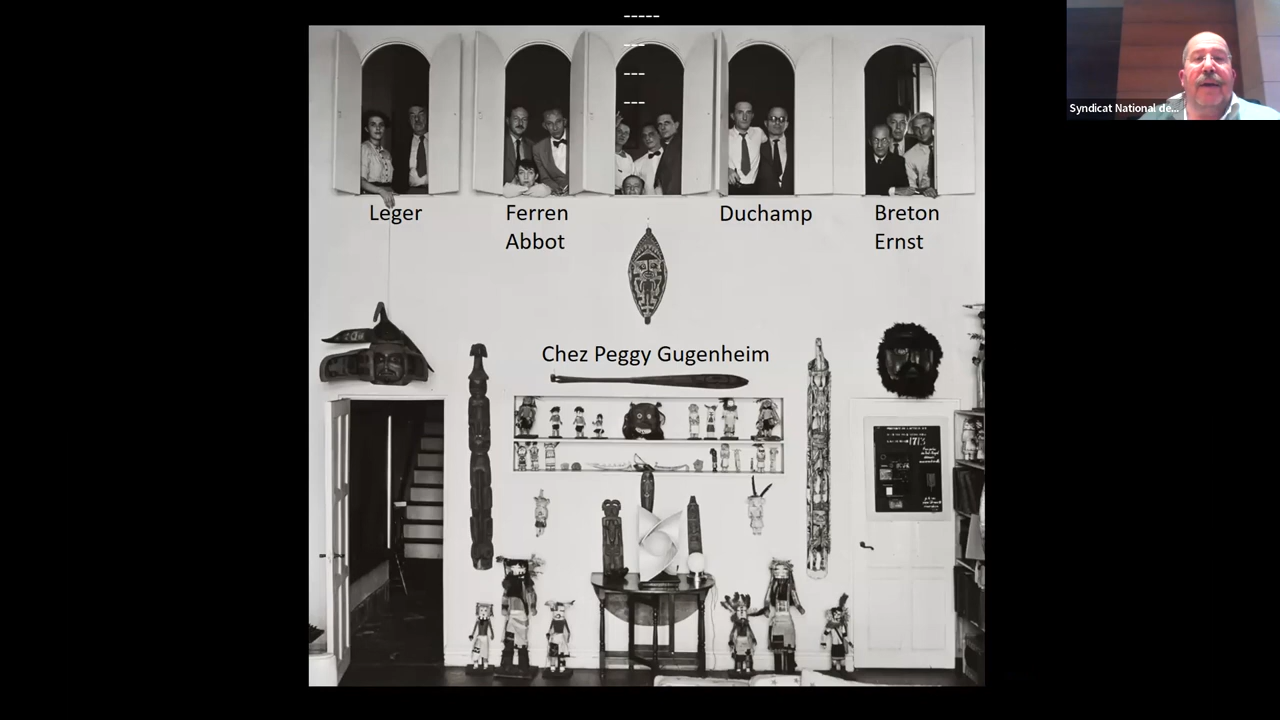 -----
---
---
---
Syndicat National de...
Leger
Ferren
Abbot
Duchamp
Breton
Ernst
Chez Peggy Gugenheim